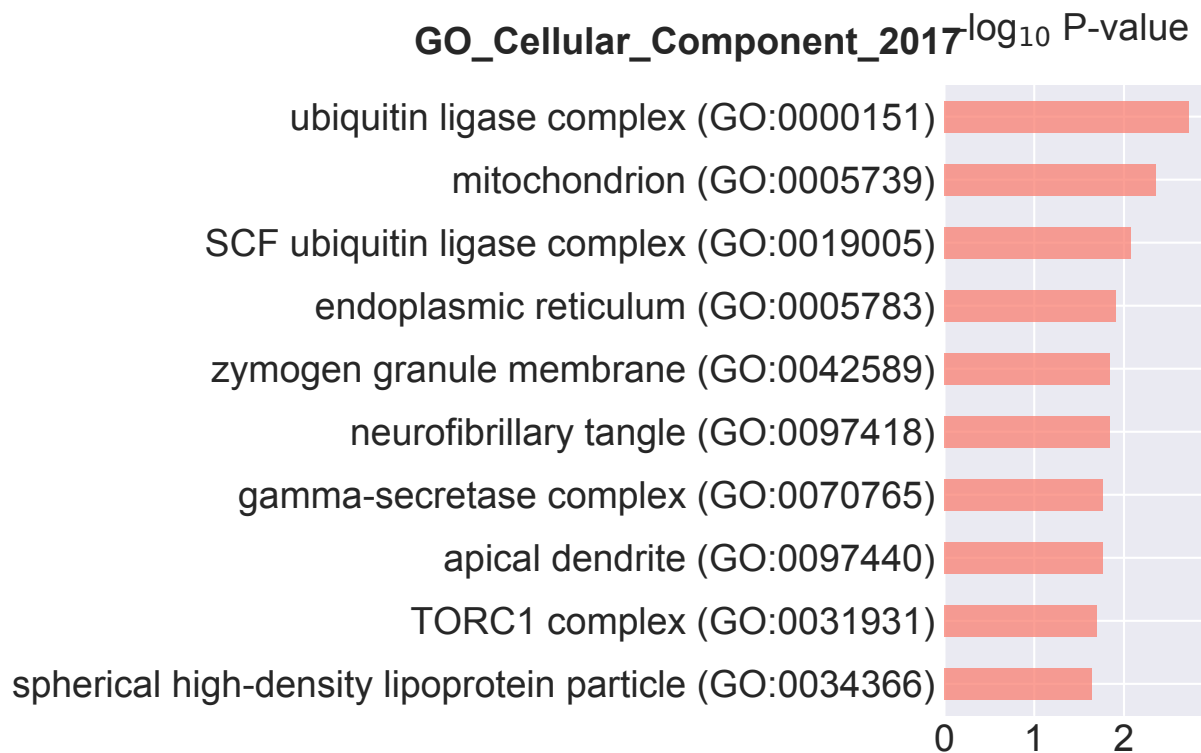 GO_Cellular_Component_2017 -log10 P-value
ubiquitin ligase complex (GO:0000151)
mitochondrion (GO:0005739)
SCF ubiquitin ligase complex (GO:0019005)
endoplasmic reticulum (GO:0005783)
zymogen granule membrane (GO:0042589)
neurofibrillary tangle (GO:0097418)
gamma-secretase complex (GO:0070765)
apical dendrite (GO:0097440)
TORC1 complex (GO:0031931)
spherical high-density lipoprotein particle (GO:0034366)
0 1 2